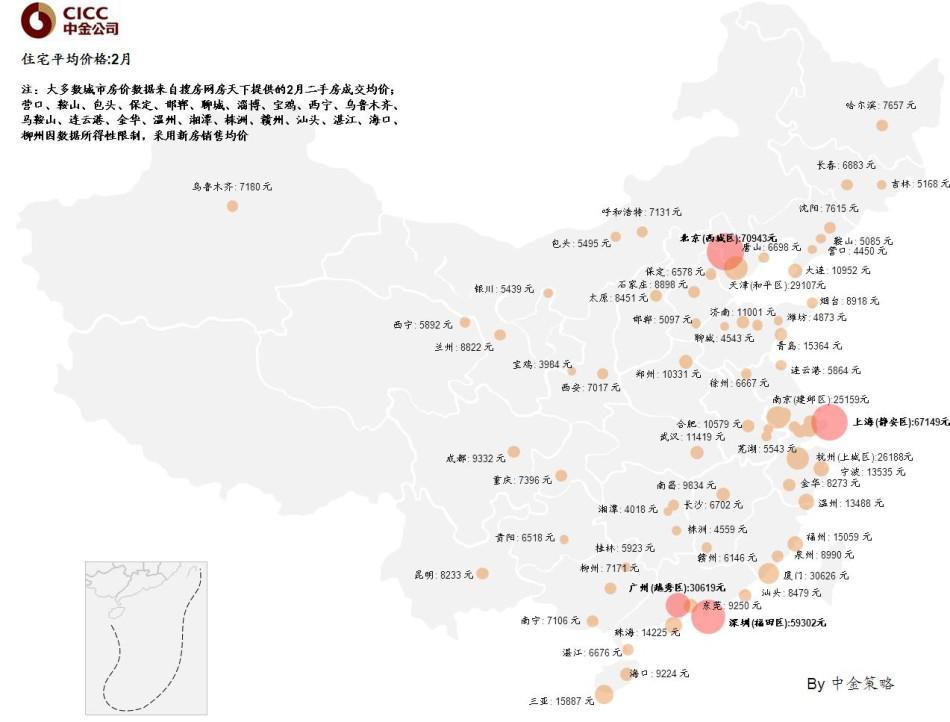 CICC
中金公司
住宅平均价格:2月
注：大多数城市房价数据来自搜房网房天下提供的2月二手房成交均价；
营口、鞍山、包头、保定、邯郸、聊城、淄博、宝鸡、西宁、乌鲁木齐、
马鞍山、连云港、金华、温州、湘潭、株洲、赣州、汕头、湛江、海口、
柳州因数据所得性限制，采用新房销售均价
哈尔滨: 7657 元
长春: 6883 元
吉林: 5168 元
乌鲁木齐: 7180 元
沈阳: 7615 元
呼和浩特: 7131 元
包头: 5495 元
北京(西城区):70943元
鞍山: 5085 元
唐山: 6698 元
营口: 4450 元
保定: 6578 元
大连: 10952 元
石家庄: 8898 元
天津(和平区):29107元
银川: 5439 元
太原: 8451 元
烟台: 8918 元
济南: 11001 元
邯郸: 5097 元
潍坊: 4873 元
西宁: 5892 元
聊城: 4543 元
兰州: 8822 元
青岛: 15364 元
宝鸡: 3984 元
郑州: 10331 元
连云港: 5864 元
西安: 7017 元
徐州: 6667 元
南京(建邺区):25159元
合肥: 10579 元
上海(静安区):67149元
武汉: 11419 元
芜湖: 5543 元
成都: 9332 元
杭州(上城区):26188元
宁波: 13535 元
重庆: 7396 元
南昌: 9834 元
金华: 8273 元
湘潭: 4018 元
长沙: 6702 元
温州: 13488 元
株洲: 4559 元
贵阳: 6518 元
福州: 15059 元
桂林: 5923 元
赣州: 6146 元
泉州: 8990 元
柳州: 7171 元
昆明: 8233 元
厦门: 30626 元
广州(越秀区):30619元
汕头: 8479 元
东莞: 9250 元
南宁: 7106 元
深圳(福田区):59302元
珠海: 14225 元
湛江: 6676 元
海口: 9224 元
By 中金策略
三亚: 15887 元